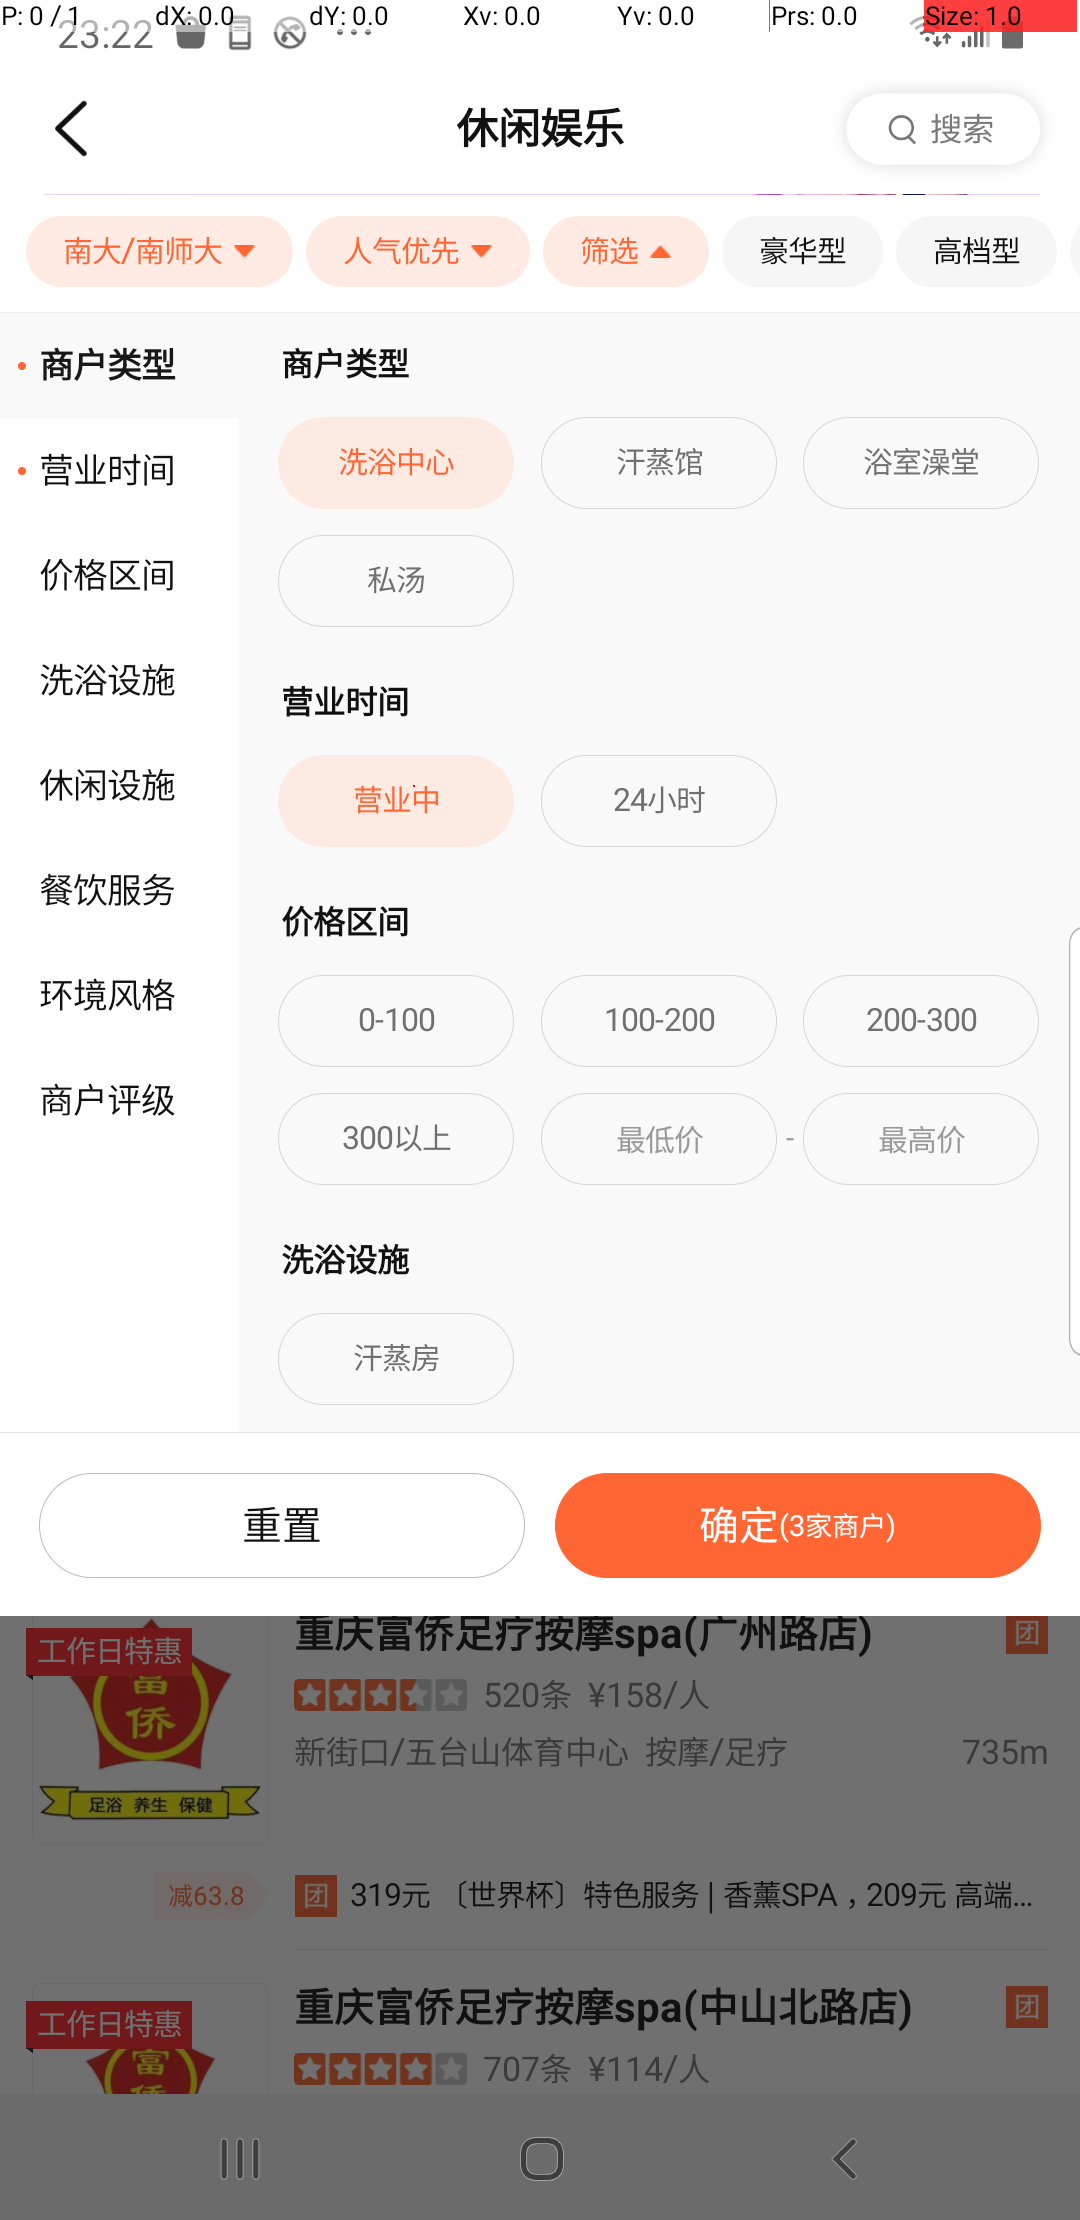 P: 0 / 1 dX: 0.0 dY: 0.0 Xv: 0.0 Yv: 0.0 Prs: 0.0 Size: 1.0
23:22
休闲娱乐
搜索
南大/南师大 人气优先 筛选 豪华型 高档型
商户类型
营业时间
价格区间
洗浴设施
休闲设施
餐饮服务
环境风格
商户评级
商户类型
洗浴中心 汗蒸馆 浴室澡堂
私汤
营业时间
营业中 24小时
价格区间
0-100 100-200 200-300
300以上 最低价 - 最高价
洗浴设施
汗蒸房
重置 确定(3家商户)
工作日特惠
富
侨
足浴 养生 保健
重庆富侨足疗按摩spa(广州路店) 团
520条 ¥158/人
新街口/五台山体育中心 按摩/足疗 735m
减63.8
团 319元 〔世界杯〕特色服务 | 香薰SPA，209元 高端...
工作日特惠
富
重庆富侨足疗按摩spa(中山北路店) 团
707条 ¥114/人